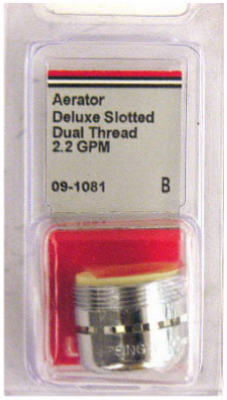 Aerator
Deluxe Slotted
Dual Thread
2.2 GPM
09-1081 B